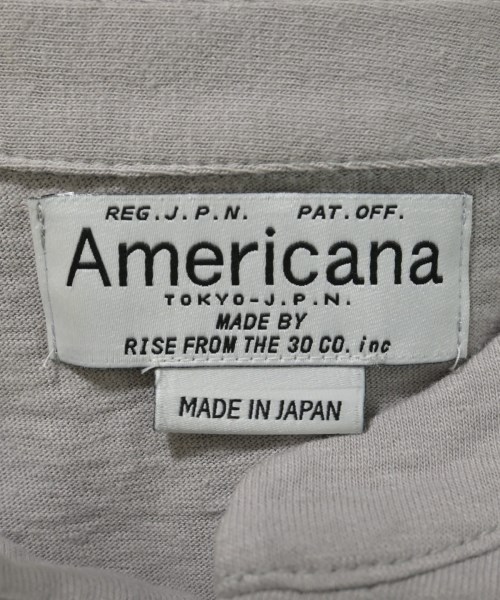 REG.J.P.N. PAT.OFF.
Americana
TOKYO-J.P.N.
MADE BY
RISE FROM THE 30 CO. inc
MADE IN JAPAN